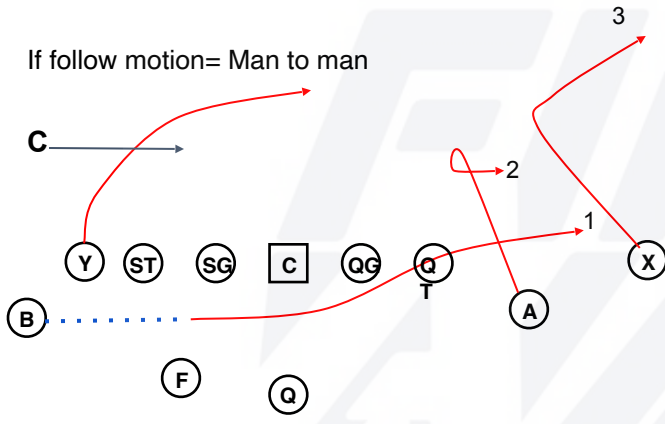 3
If follow motion= Man to man
C
2
1
Y ST SG C QG Q
T
X
B
A
F
Q